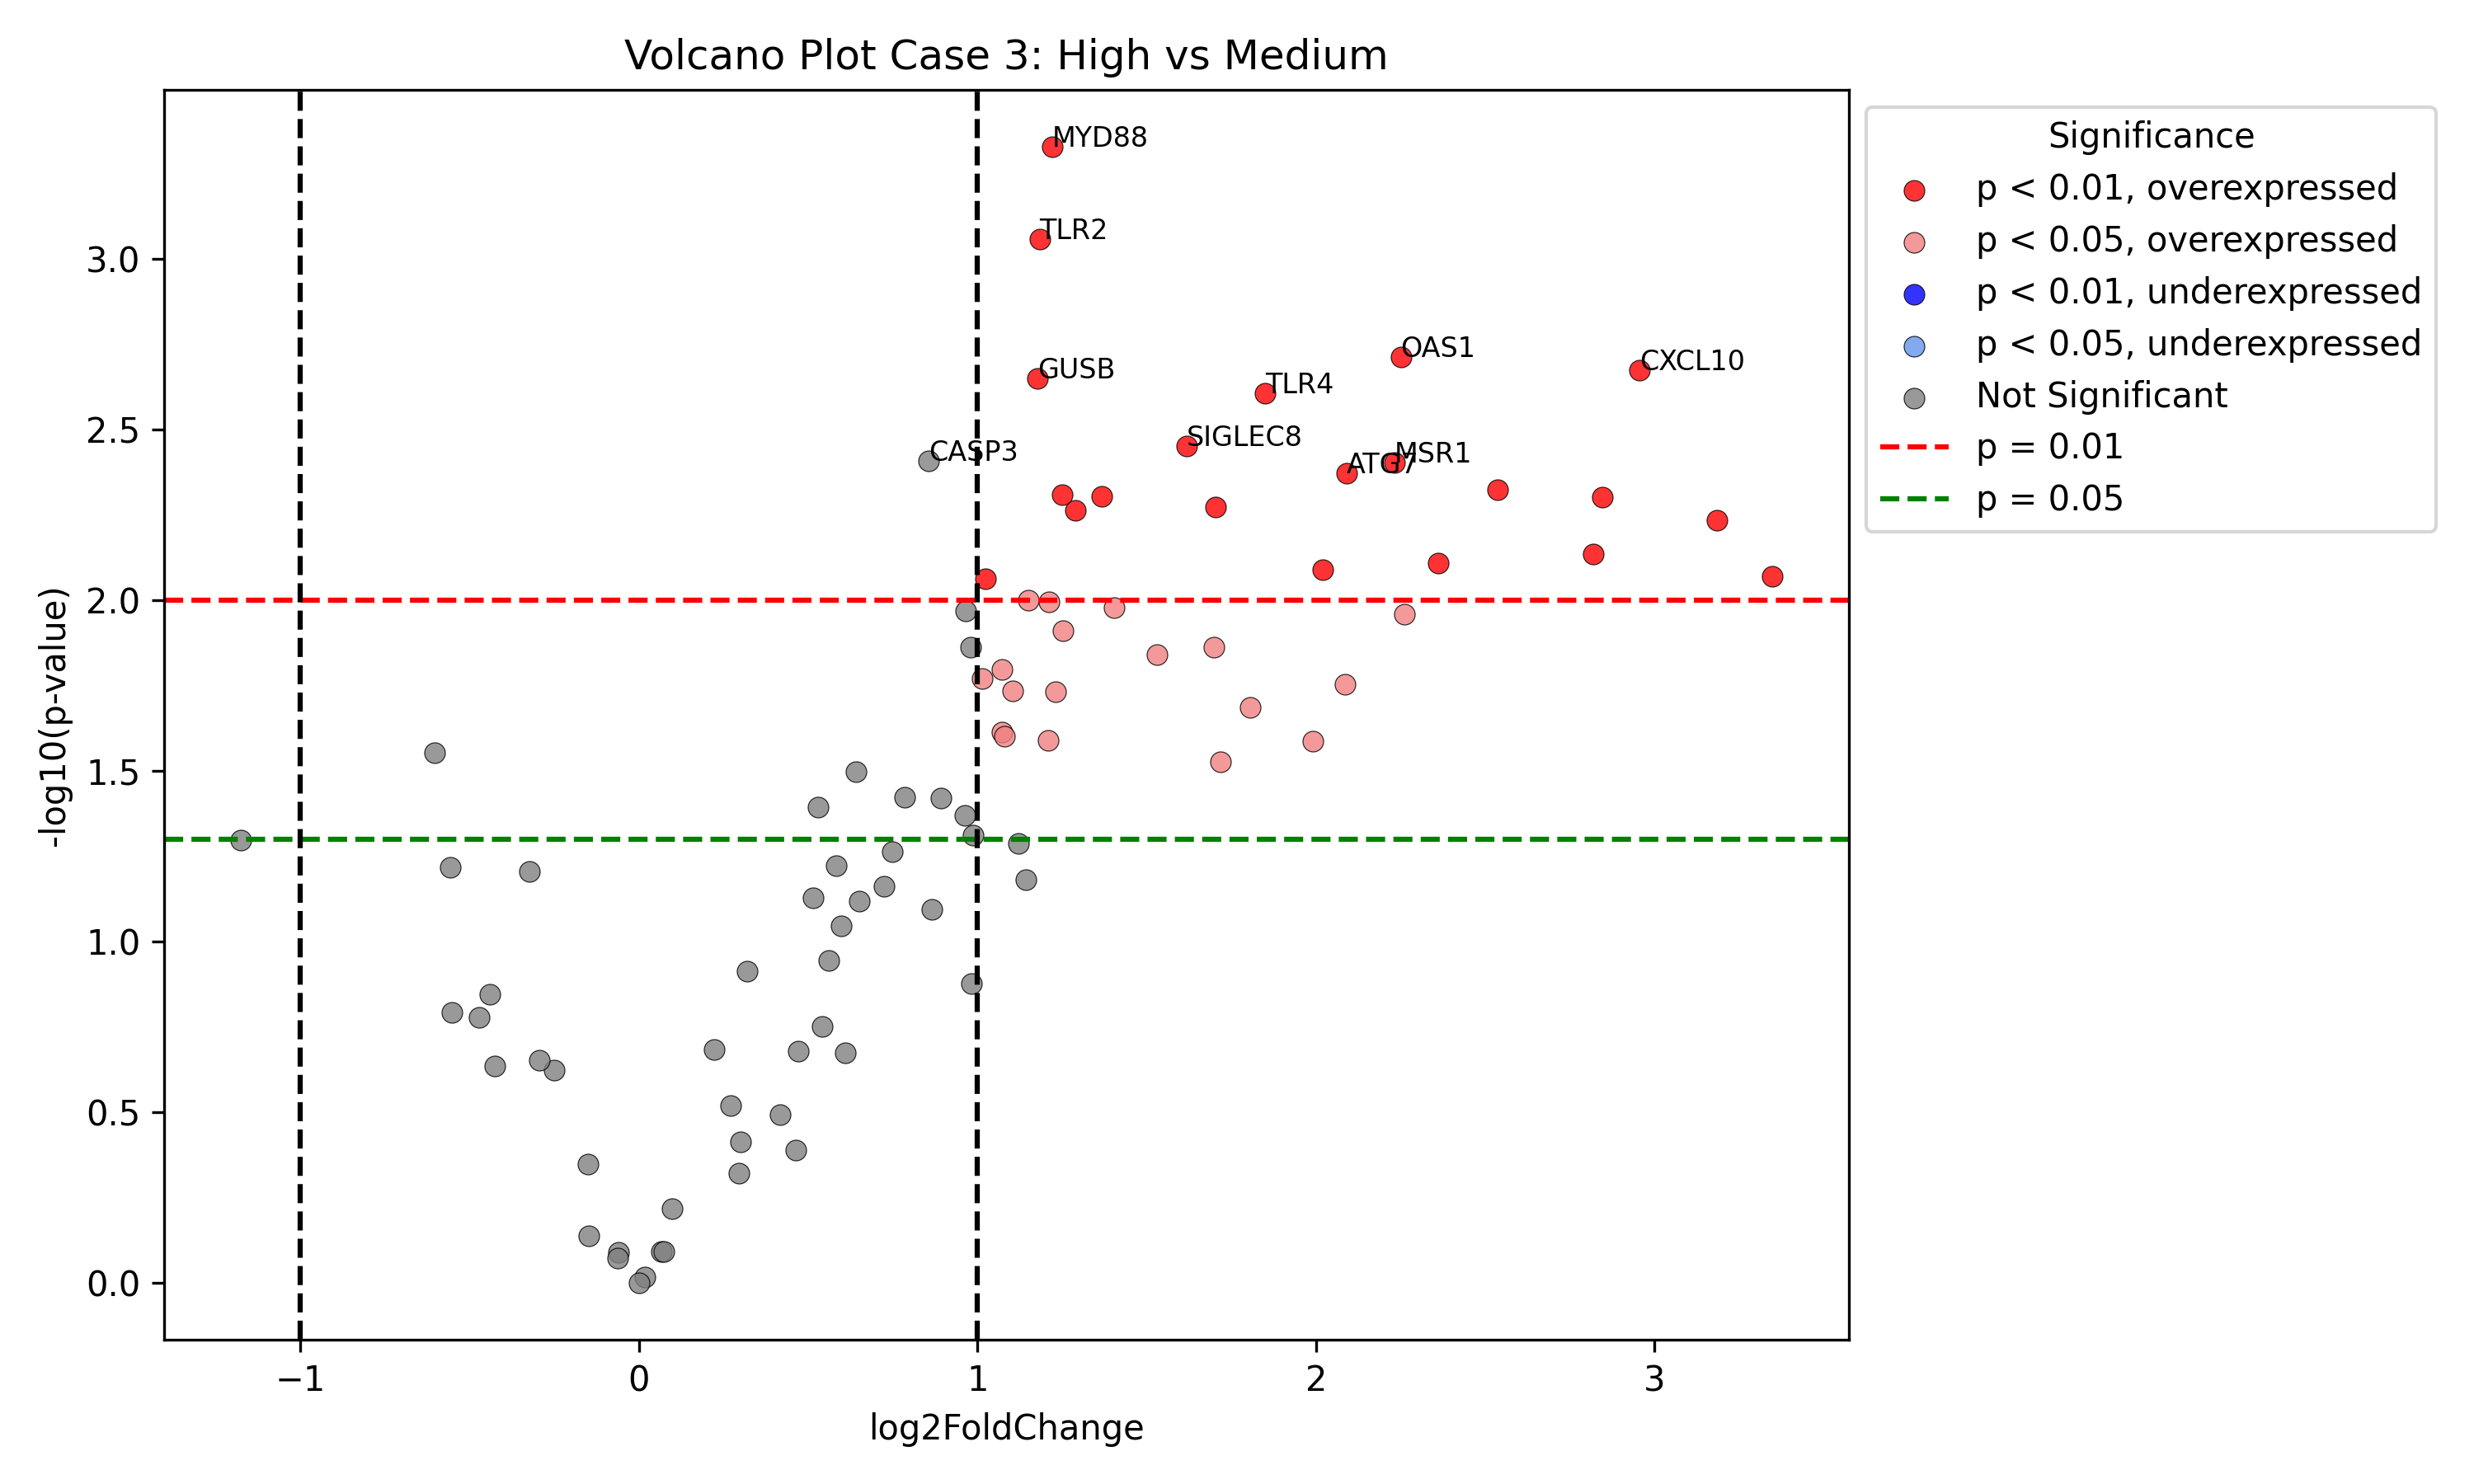 Volcano Plot Case 3: High vs Medium
MYD88
TLR2
OAS1
CXCL10
GUSB
TLR4
SIGLEC8
CASP3
MSR1
ATG7
3.0
2.5
2.0
1.5
1.0
0.5
0.0
-log10(p-value)
−1
0
1
2
3
log2FoldChange
Significance
p < 0.01, overexpressed
p < 0.05, overexpressed
p < 0.01, underexpressed
p < 0.05, underexpressed
Not Significant
p = 0.01
p = 0.05